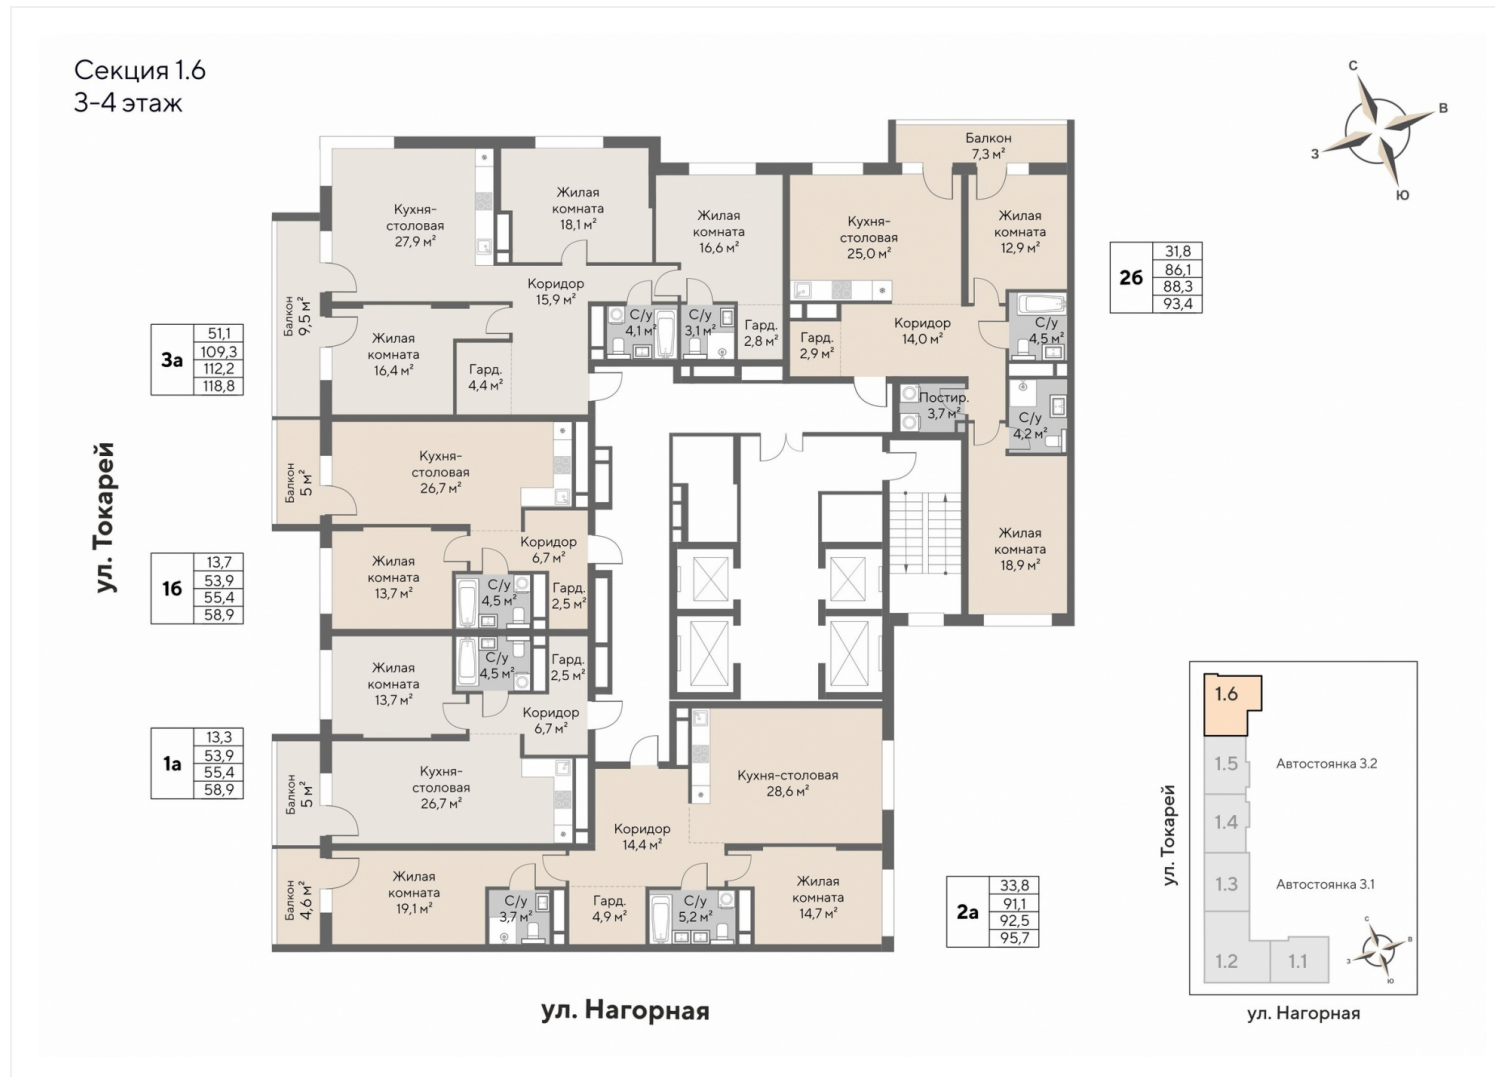 Секция 1.6
3-4 этаж
С
В
З
Ю
Балкон
7,3 м²
Кухня-
столовая
27,9 м²
Жилая
комната
18,1 м²
Жилая
комната
16,6 м²
Кухня-
столовая
25,0 м²
Жилая
комната
12,9 м²
2б
31,8
86,1
88,3
93,4
Балкон
9,5 м²
Коридор
15,9 м²
С/у
4,1 м²
С/у
3,1 м²
Гард.
2,8 м²
Гард.
2,9 м²
Коридор
14,0 м²
С/у
4,5 м²
3а
51,1
109,3
112,2
118,8
Жилая
комната
16,4 м²
Гард.
4,4 м²
Постир.
3,7 м²
С/у
4,2 м²
ул. Токарей
Балкон
5 м²
Кухня-
столовая
26,7 м²
Коридор
6,7 м²
Жилая
комната
18,9 м²
1б
13,7
53,9
55,4
58,9
Жилая
комната
13,7 м²
С/у
4,5 м²
Гард.
2,5 м²
Жилая
комната
13,7 м²
С/у
4,5 м²
Гард.
2,5 м²
Коридор
6,7 м²
1а
13,3
53,9
55,4
58,9
Балкон
5 м²
Кухня-
столовая
26,7 м²
Кухня-столовая
28,6 м²
Коридор
14,4 м²
Балкон
4,6 м²
Жилая
комната
19,1 м²
С/у
3,7 м²
Гард.
4,9 м²
С/у
5,2 м²
Жилая
комната
14,7 м²
2а
33,8
91,1
92,5
95,7
ул. Нагорная
1.6
1.5
Автостоянка 3.2
1.4
ул. Токарей
1.3
Автостоянка 3.1
1.2
1.1
С
В
З
Ю
ул. Нагорная